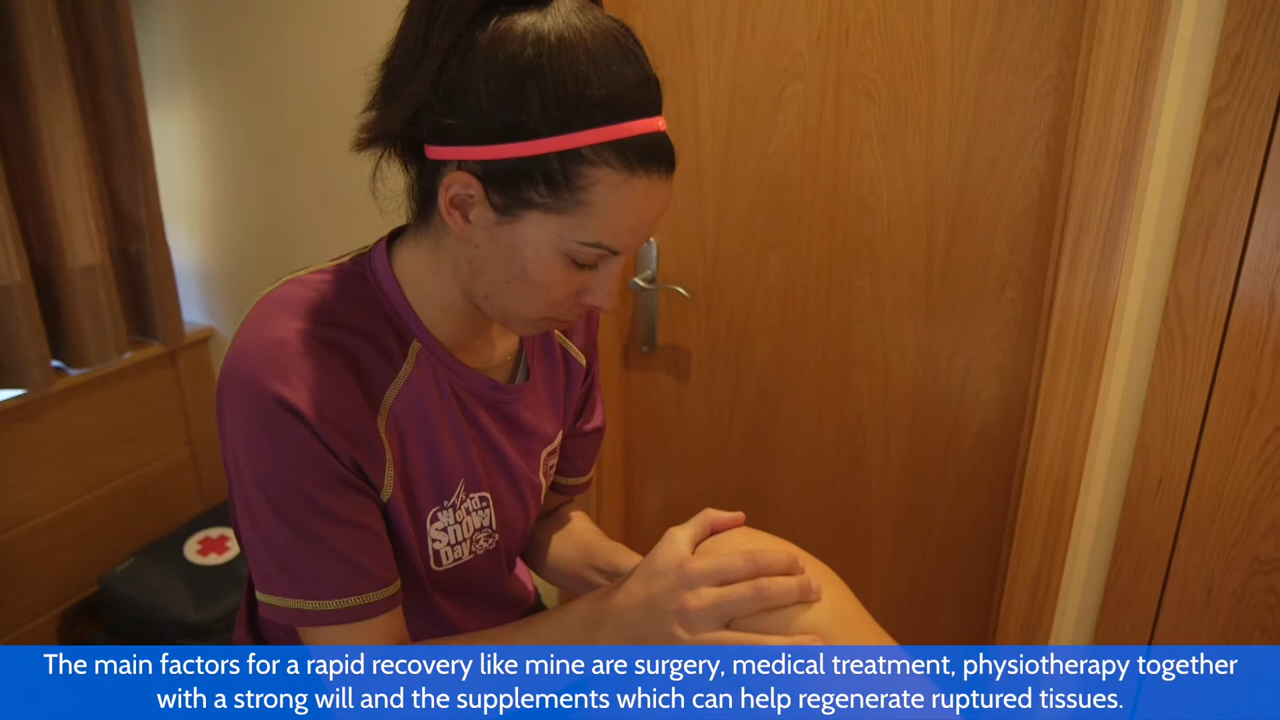 World
Snow
Day
The main factors for a rapid recovery like mine are surgery, medical treatment, physiotherapy together
with a strong will and the supplements which can help regenerate ruptured tissues.